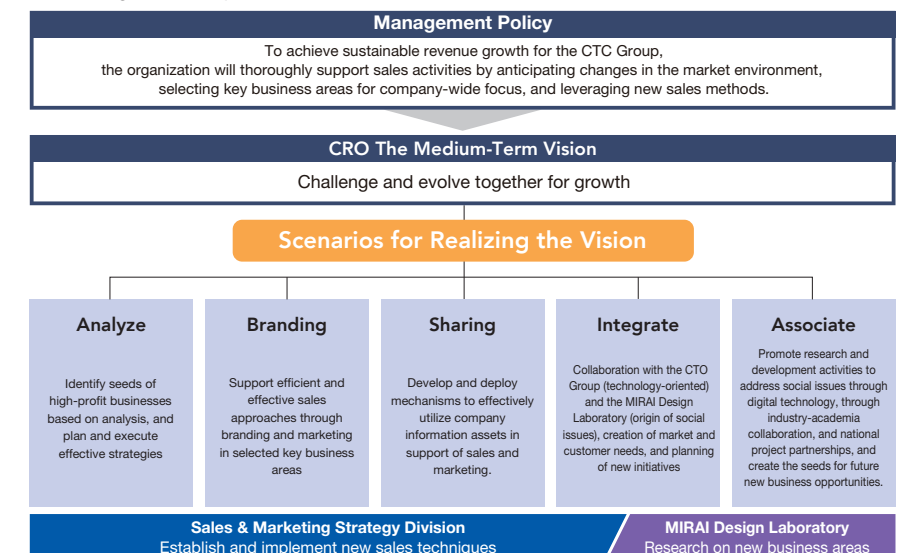 Management Policy
To achieve sustainable revenue growth for the CTC Group,
the organization will thoroughly support sales activities by anticipating changes in the market environment,
selecting key business areas for company-wide focus, and leveraging new sales methods.
CRO The Medium-Term Vision
Challenge and evolve together for growth
Scenarios for Realizing the Vision
Analyze
Identify seeds of
high-profit businesses
based on analysis, and
plan and execute
effective strategies
Branding
Support efficient and
effective sales
approaches through
branding and marketing
in selected key business
areas
Sharing
Develop and deploy
mechanisms to effectively
utilize company
information assets in
support of sales and
marketing.
Integrate
Collaboration with the CTO
Group (technology-oriented)
and the MIRAI Design
Laboratory (origin of social
issues), creation of market and
customer needs, and planning
of new initiatives
Associate
Promote research and
development activities to
address social issues through
digital technology, through
industry-academia
collaboration, and national
project partnerships, and
create the seeds for future
new business opportunities.
Sales & Marketing Strategy Division
Establish and implement new sales techniques
MIRAI Design Laboratory
Research on new business areas